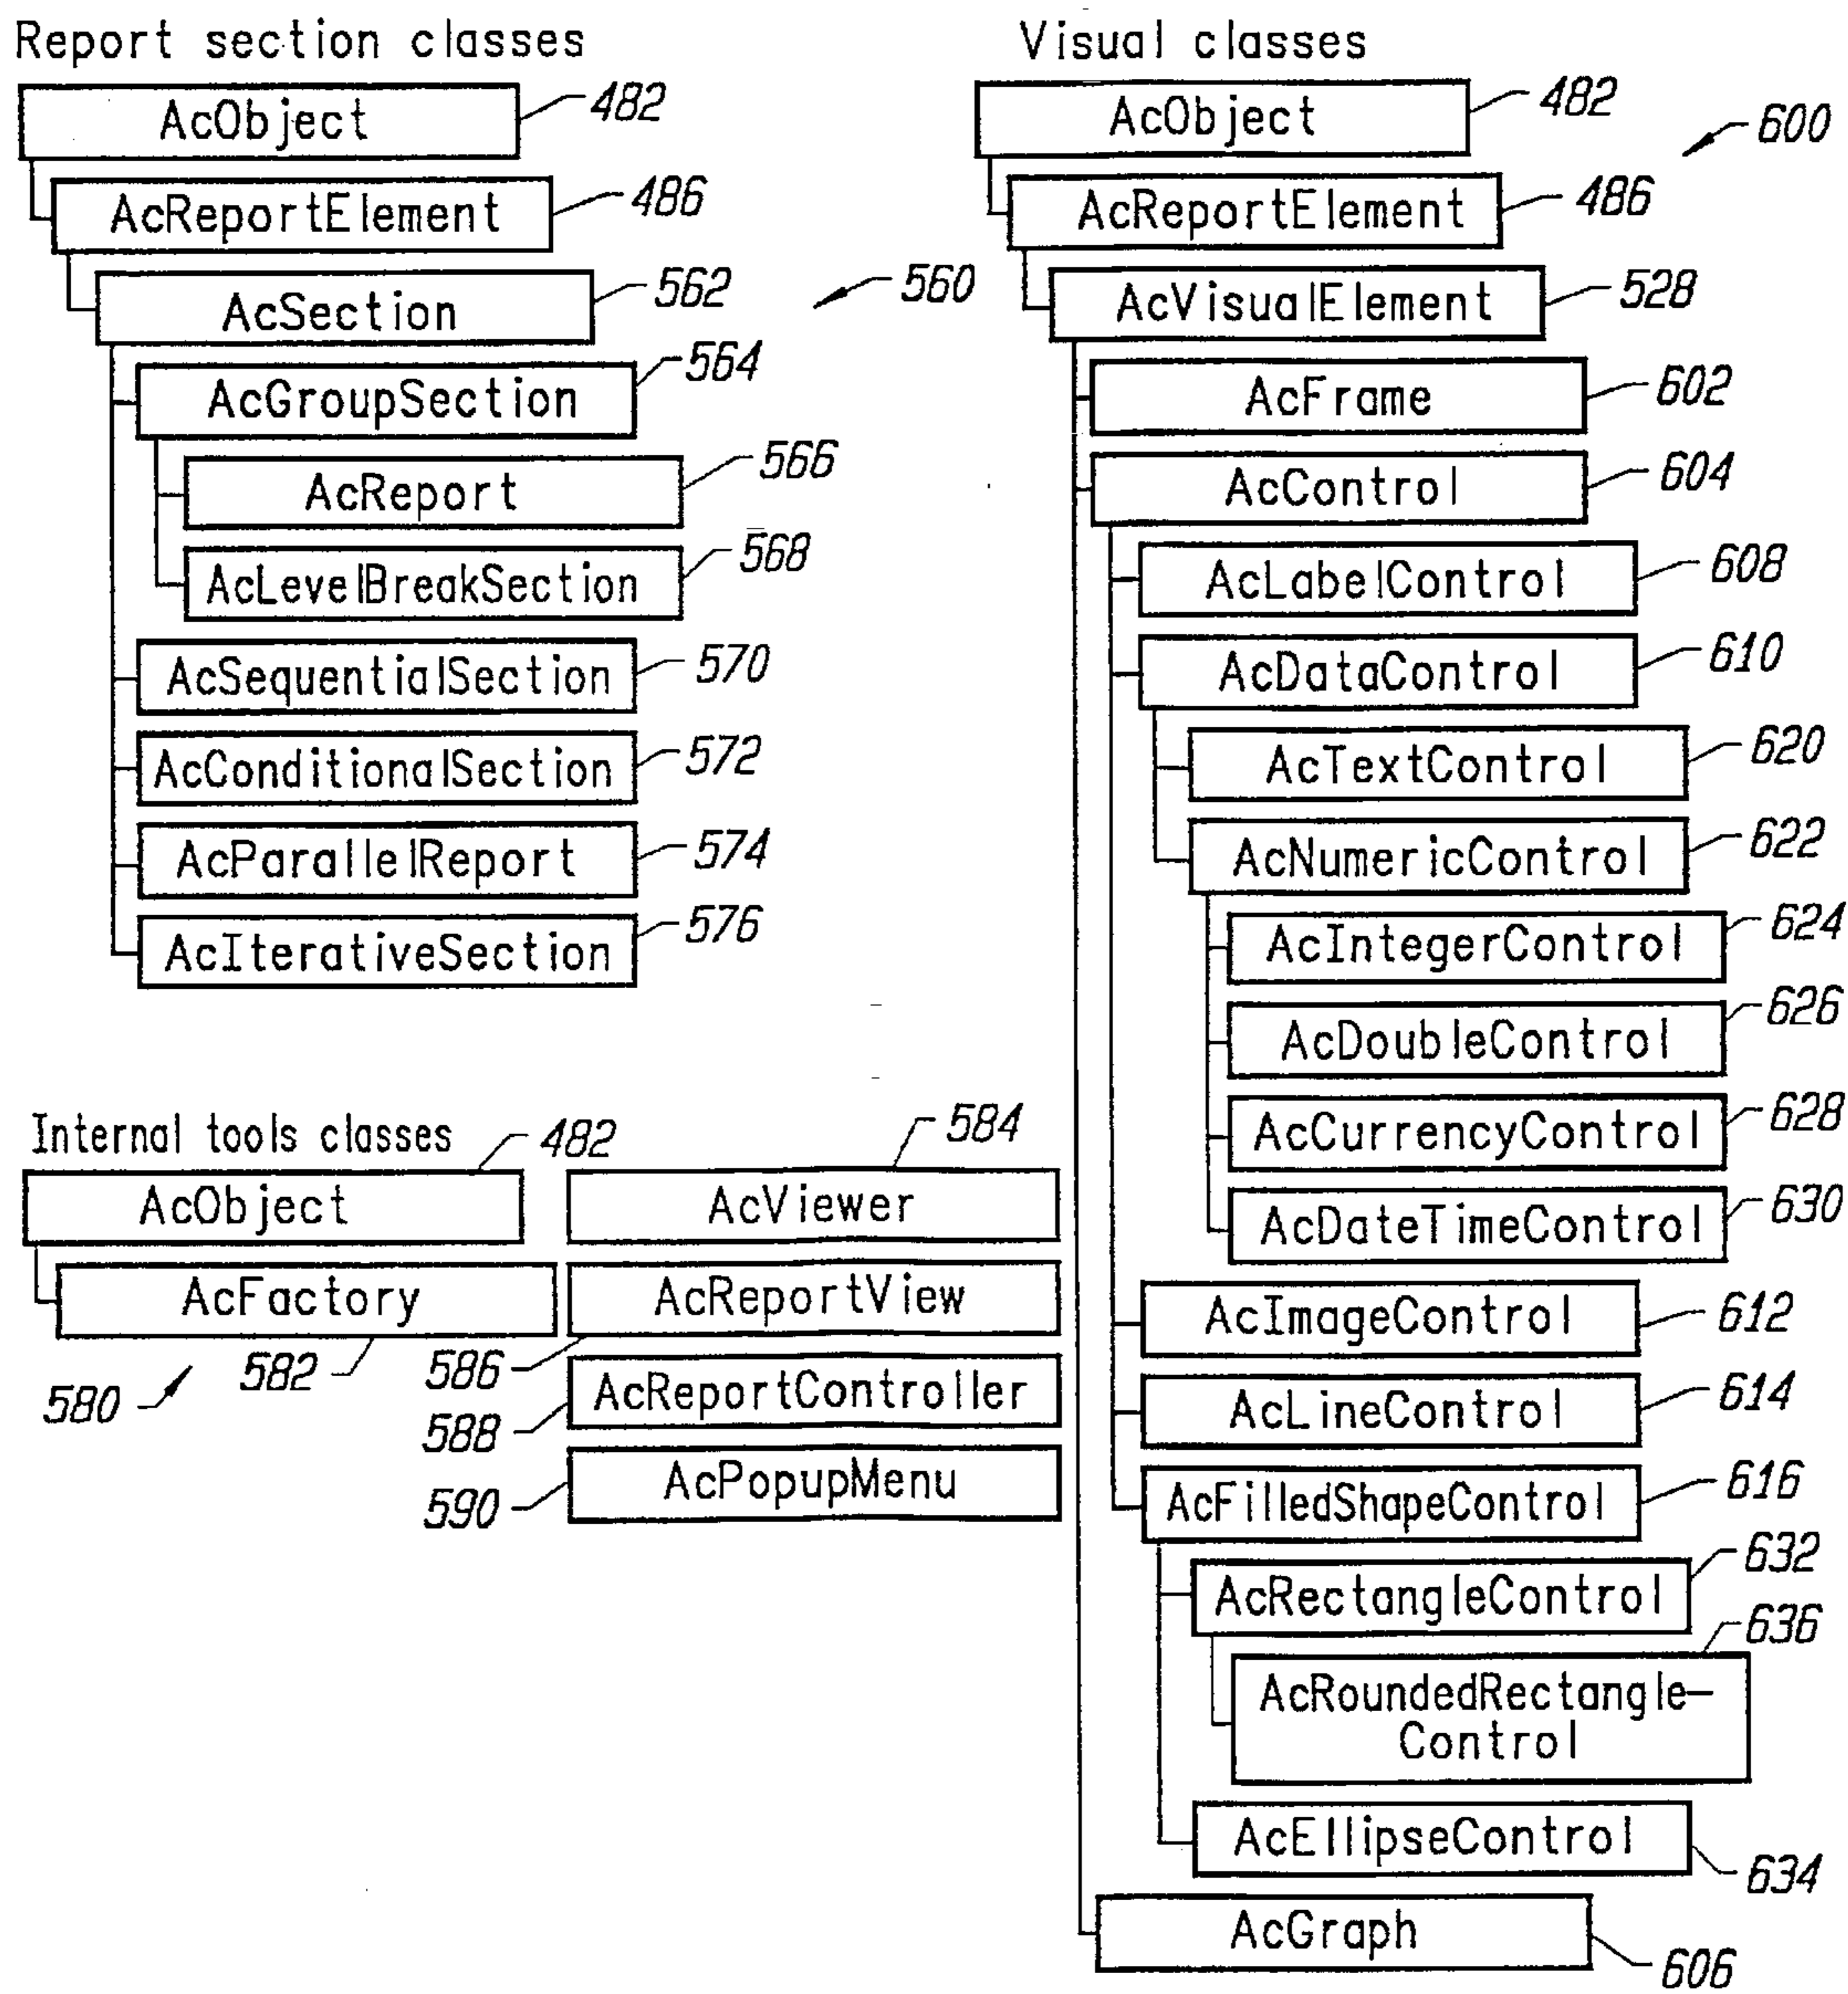 Report section classes
AcObject
482
AcReportElement
486
AcSection
562
560
AcGroupSection
564
AcReport
566
AcLevelBreakSection
568
AcSequentialSection
570
AcConditionalSection
572
AcParallelReport
574
AcIterativeSection
576
Internal tools classes
482
AcObject
AcFactory
582
580
584
AcViewer
AcReportView
586
AcReportController
588
AcPopupMenu
590
Visual classes
AcObject
482
600
AcReportElement
486
AcVisualElement
528
AcFrame
602
AcControl
604
AcLabelControl
608
AcDataControl
610
AcTextControl
620
AcNumericControl
622
AcIntegerControl
624
AcDoubleControl
626
AcCurrencyControl
628
AcDateTimeControl
630
AcImageControl
612
AcLineControl
614
AcFilledShapeControl
616
AcRectangleControl
632
636
AcRoundedRectangle-
Control
AcEllipseControl
634
AcGraph
606